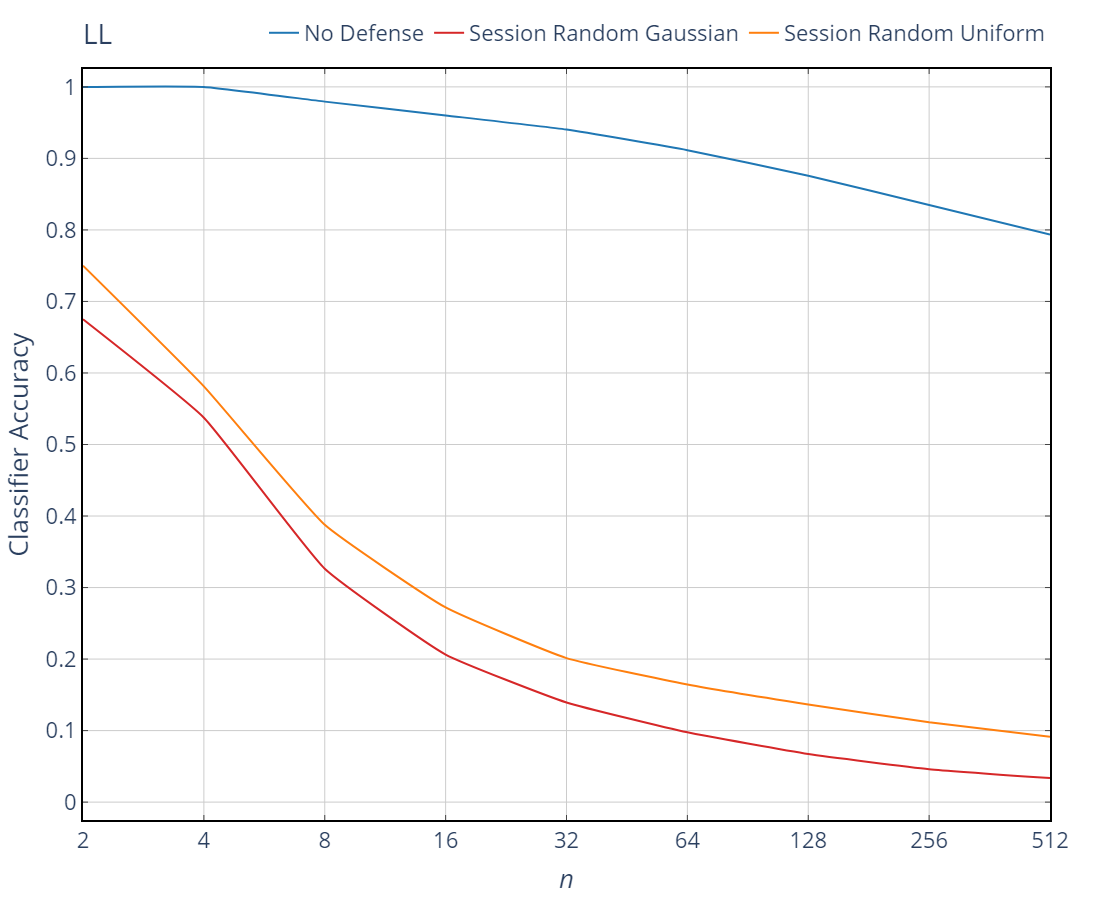 LL
No Defense Session Random Gaussian Session Random Uniform
Classifier Accuracy
1
0.9
0.8
0.7
0.6
0.5
0.4
0.3
0.2
0.1
0
2 4 8 16 32 64 128 256 512
n